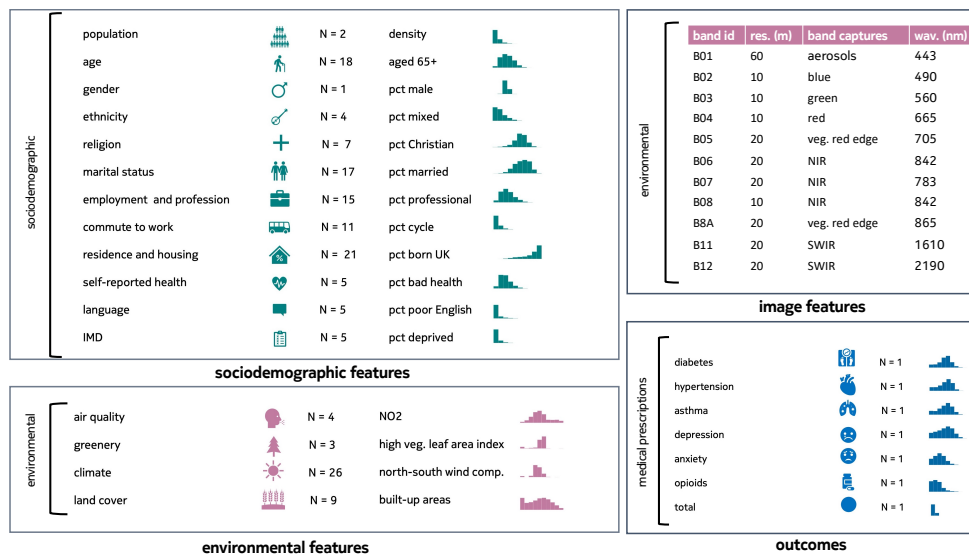 sociodemographic
population N = 2 density
age N = 18 aged 65+
gender N = 1 pct male
ethnicity N = 4 pct mixed
religion N = 7 pct Christian
marital status N = 17 pct married
employment and profession N = 15 pct professional
commute to work N = 11 pct cycle
residence and housing N = 21 pct born UK
self-reported health N = 5 pct bad health
language N = 5 pct poor English
IMD N = 5 pct deprived
sociodemographic features
environmental
air quality N = 4 NO2
greenery N = 3 high veg. leaf area index
climate N = 26 north-south wind comp.
land cover N = 9 built-up areas
environmental features
environmental
band id res. (m) band captures wav. (nm)
B01 60 aerosols 443
B02 10 blue 490
B03 10 green 560
B04 10 red 665
B05 20 veg. red edge 705
B06 20 NIR 842
B07 20 NIR 783
B08 10 NIR 842
B8A 20 veg. red edge 865
B11 20 SWIR 1610
B12 20 SWIR 2190
image features
medical prescriptions
diabetes N = 1
hypertension N = 1
asthma N = 1
depression N = 1
anxiety N = 1
opioids N = 1
total N = 1
outcomes